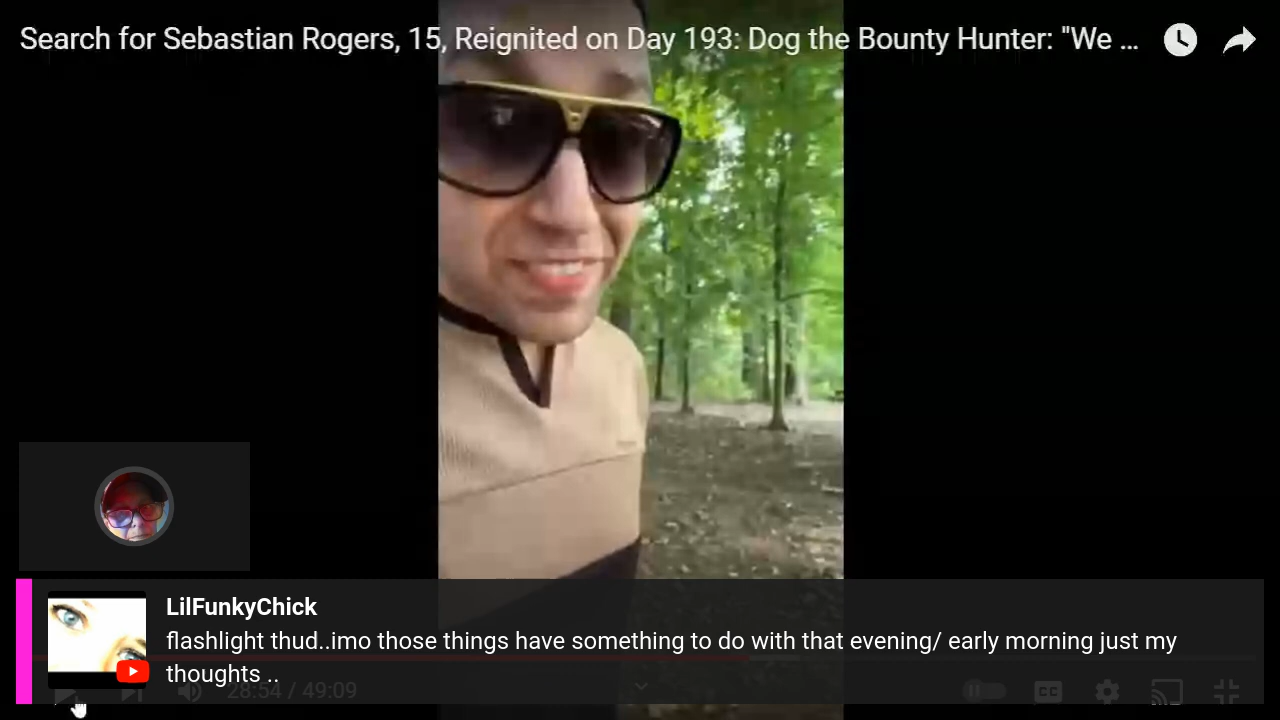 Search for Sebastian Rogers, 15, Reignited on Day 193: Dog the Bounty Hunter: "We ...
LilFunkyChick
flashlight thud..imo those things have something to do with that evening/ early morning just my
thoughts ..
28:54 / 49:09
CC